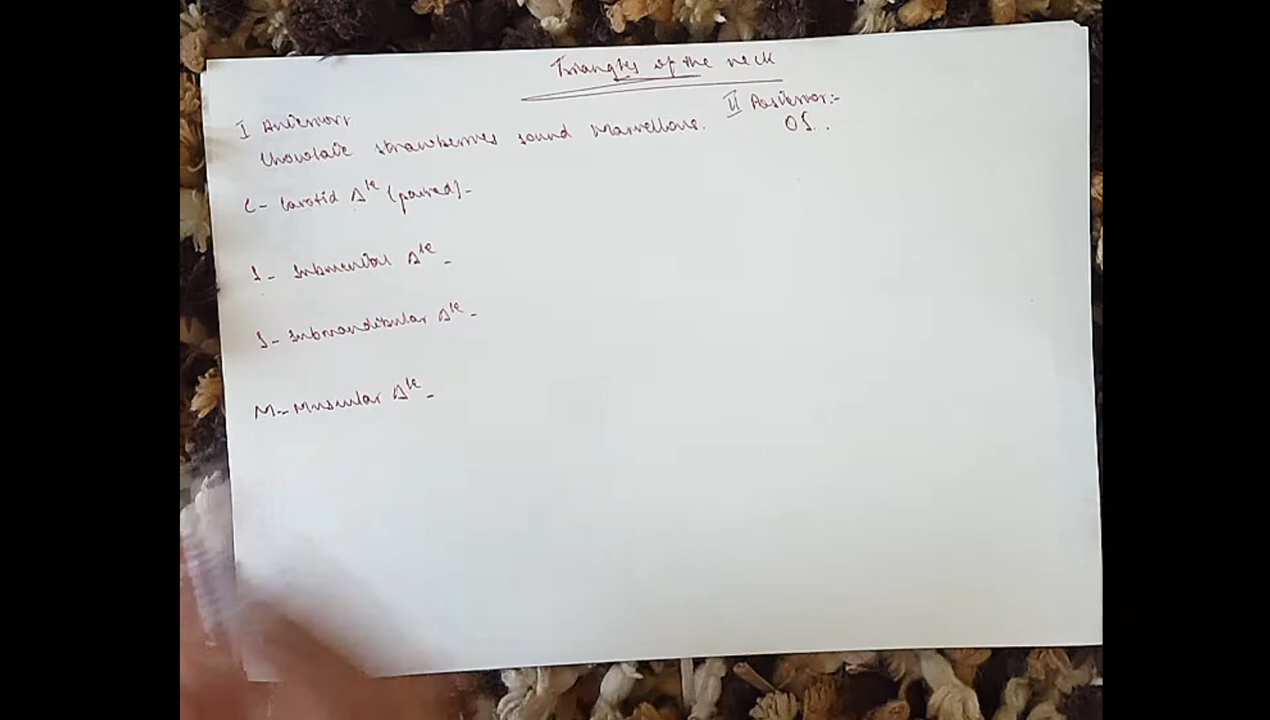 Triangles of the neck
I Anterior:
Chocolate strawberries sound marvellous.
C- Carotid Δle (paired)-
S- Submental Δle -
S- Submandibular Δle -
M- Muscular Δle -
II Posterior:-
OS..